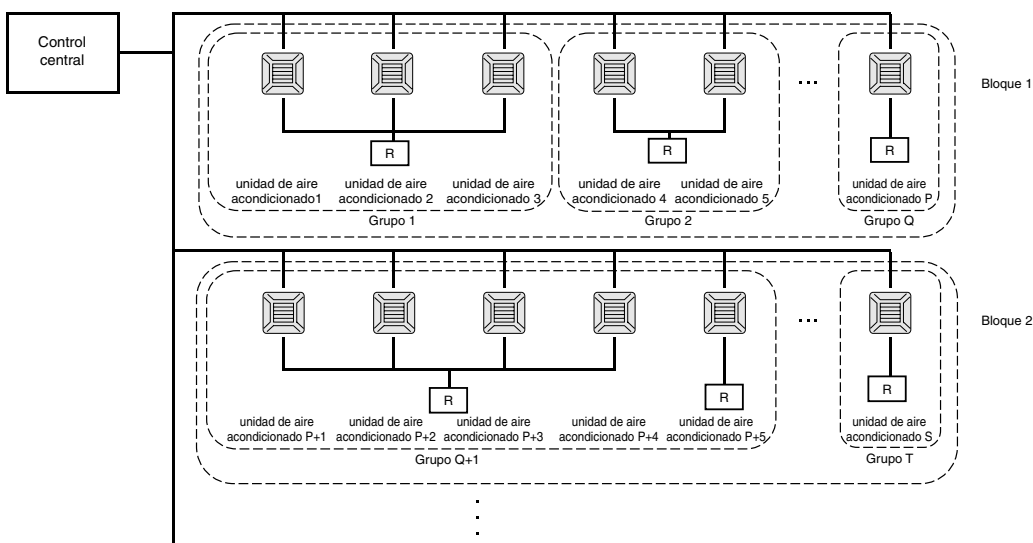 Control
central
Bloque 1
R
R
R
unidad de aire
acondicionado1
unidad de aire
acondicionado 2
unidad de aire
acondicionado 3
unidad de aire
acondicionado 4
unidad de aire
acondicionado 5
unidad de aire
acondicionado P
Grupo 1
Grupo 2
Grupo Q
Bloque 2
R
R
R
unidad de aire
acondicionado P+1
unidad de aire
acondicionado P+2
unidad de aire
acondicionado P+3
unidad de aire
acondicionado P+4
unidad de aire
acondicionado P+5
unidad de aire
acondicionado S
Grupo Q+1
Grupo T